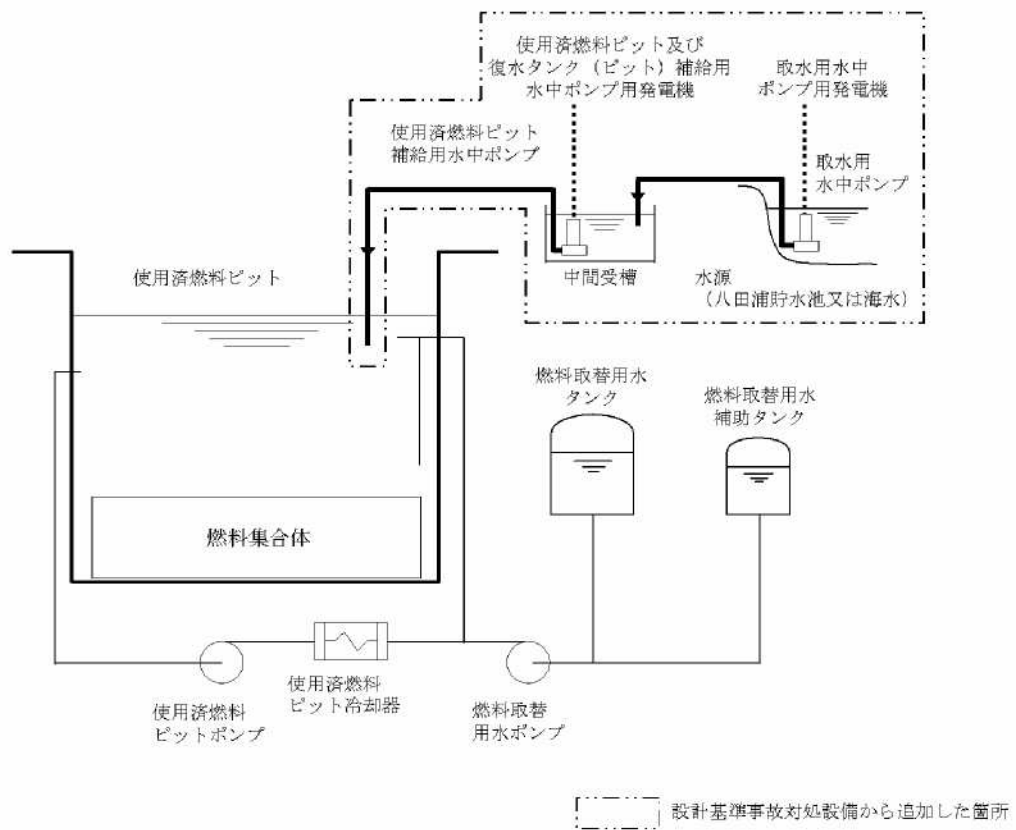 使用済燃料ピット及び
復水タンク（ピット）補給用
水中ポンプ用発電機
取水用水中
ポンプ用発電機
使用済燃料ピット
補給用水中ポンプ
取水用
水中ポンプ
使用済燃料ピット
中間受槽
水源
（八田浦貯水池又は海水）
燃料取替用水
タンク
燃料取替用水
補助タンク
燃料集合体
使用済燃料
ピットポンプ
使用済燃料
ピット冷却器
燃料取替
用水ポンプ
設計基準事故対処設備から追加した箇所